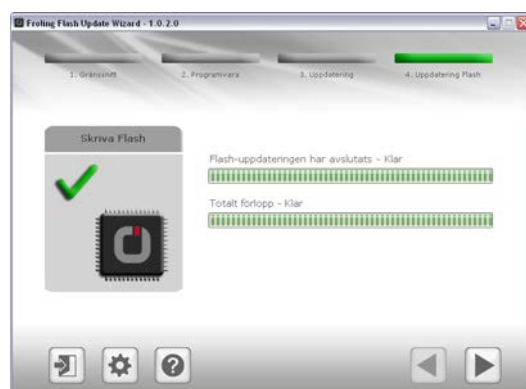 Froling Flash Update Wizard - 1.0.2.0
1. Gränssnitt
2. Programvara
3. Uppdatering
4. Uppdatering Flash
Skriva Flash
Flash-uppdateringen har avslutats - Klar
Totalt förlopp - Klar